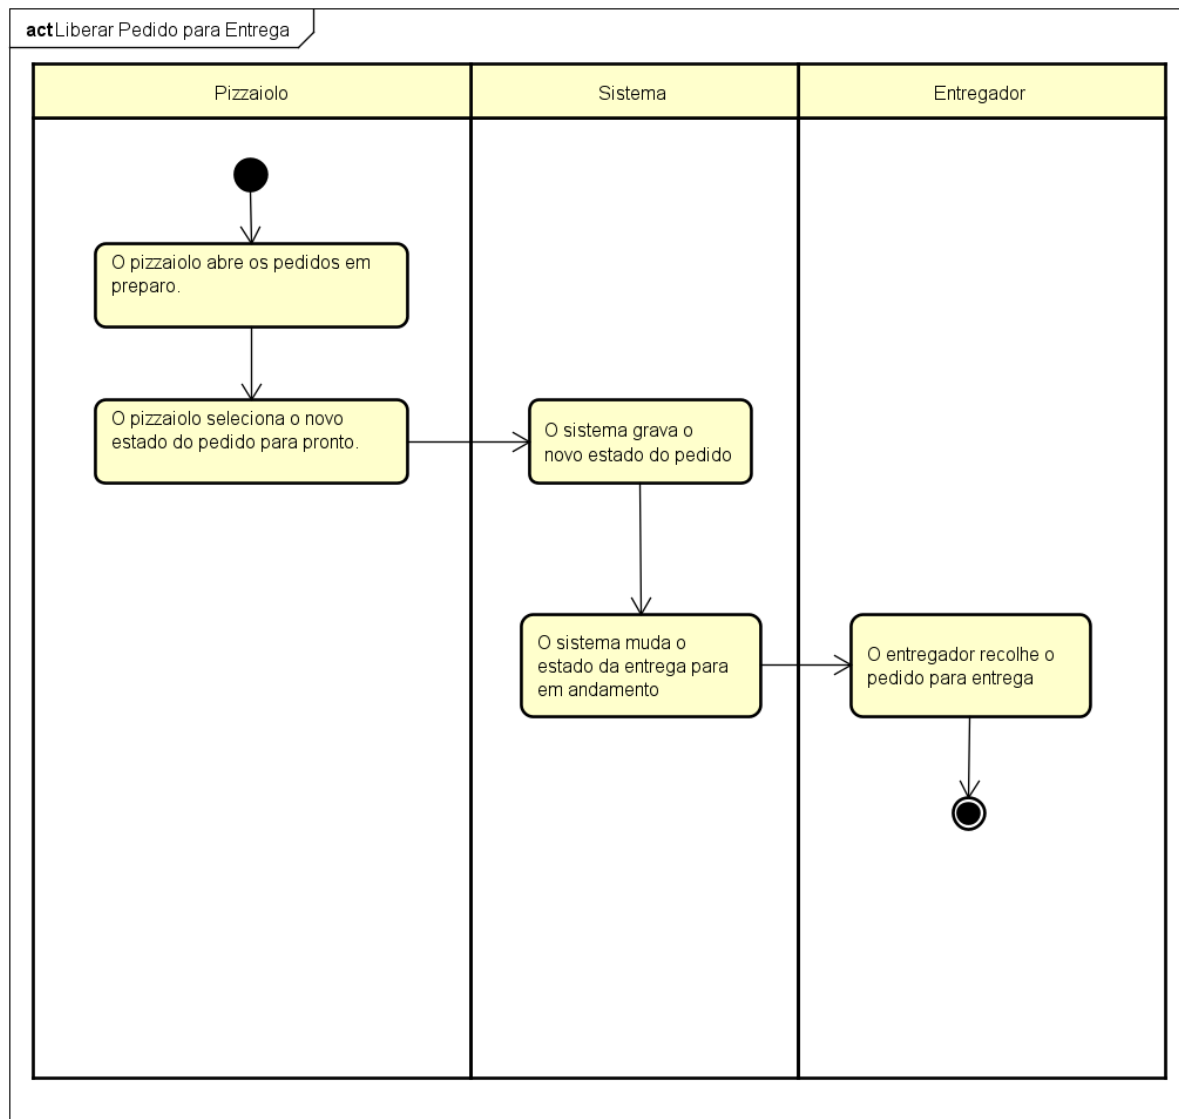 act Liberar Pedido para Entrega
Pizzaiolo
Sistema
Entregador
O pizzaiolo abre os pedidos em
preparo.
O pizzaiolo seleciona o novo
estado do pedido para pronto.
O sistema grava o
novo estado do pedido
O sistema muda o
estado da entrega para
em andamento
O entregador recolhe o
pedido para entrega